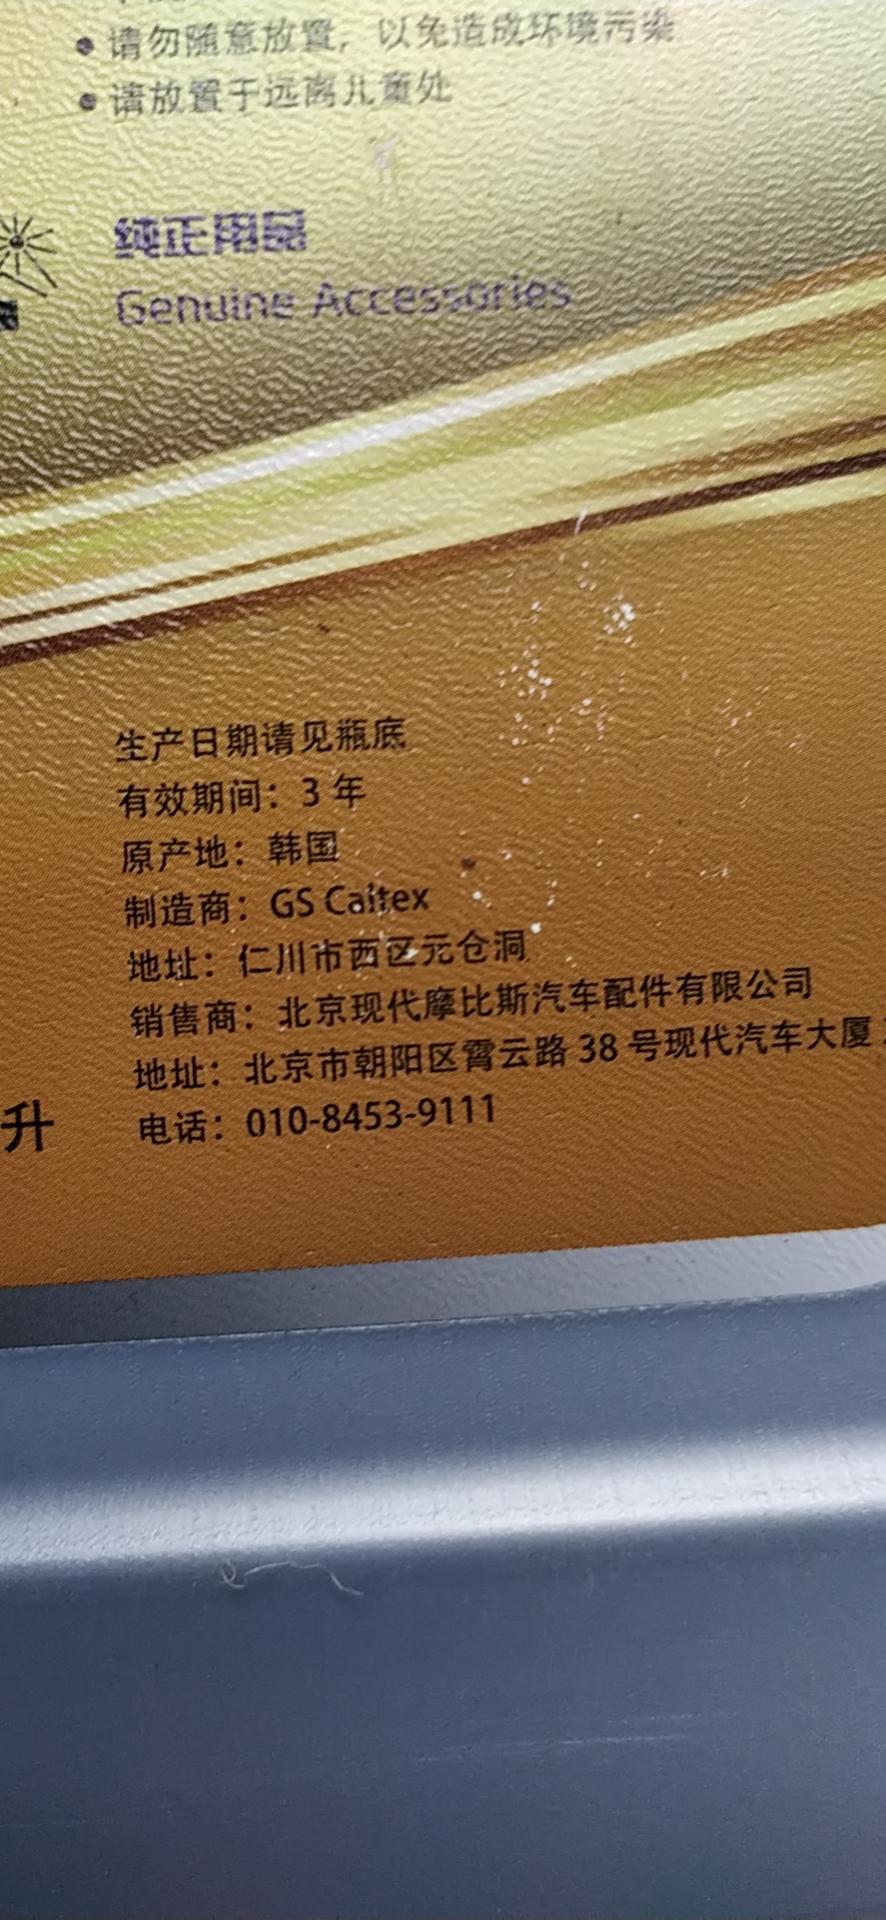 请勿随意放置，以免造成环境污染
请放置于远离儿童处
纯正用品
Genuine Accessories
生产日期请见瓶底
有效期间：3 年
原产地：韩国
制造商：GS Caltex
地址：仁川市西区元仓洞
销售商：北京现代摩比斯汽车配件有限公司
地址：北京市朝阳区霄云路 38 号现代汽车大厦
升
电话：010-8453-9111